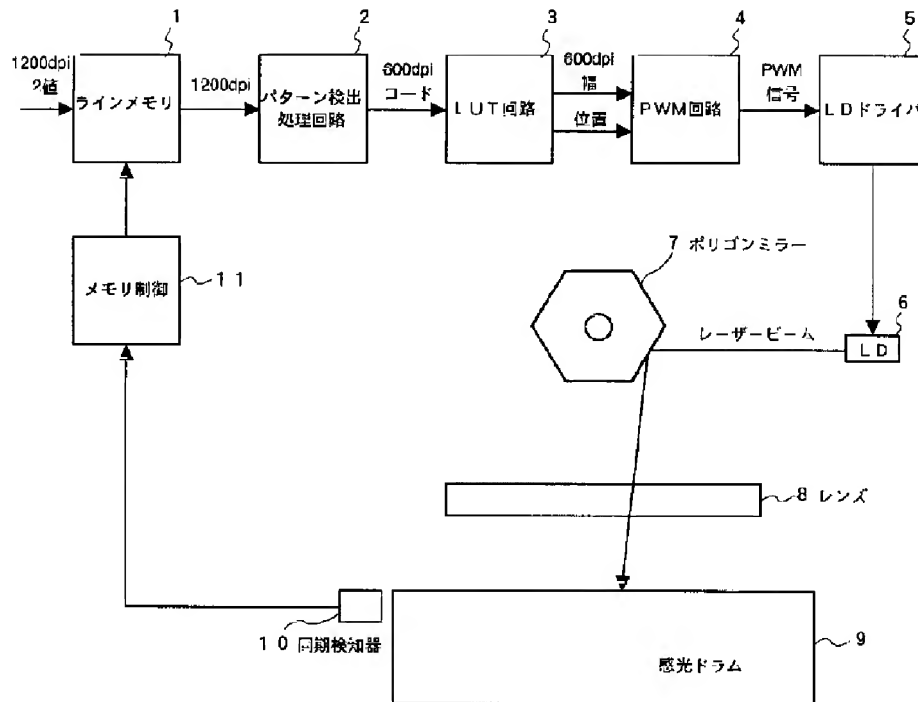 1
2
3
4
5
1200dpi
2値
ラインメモリ
1200dpi
パターン検出
処理回路
600dpi
コード
LUT回路
600dpi
幅
位置
PWM回路
PWM
信号
LDドライバ
メモリ制御
11
7 ポリゴンミラー
レーザービーム
6
LD
8 レンズ
10 同期検知器
9
感光ドラム